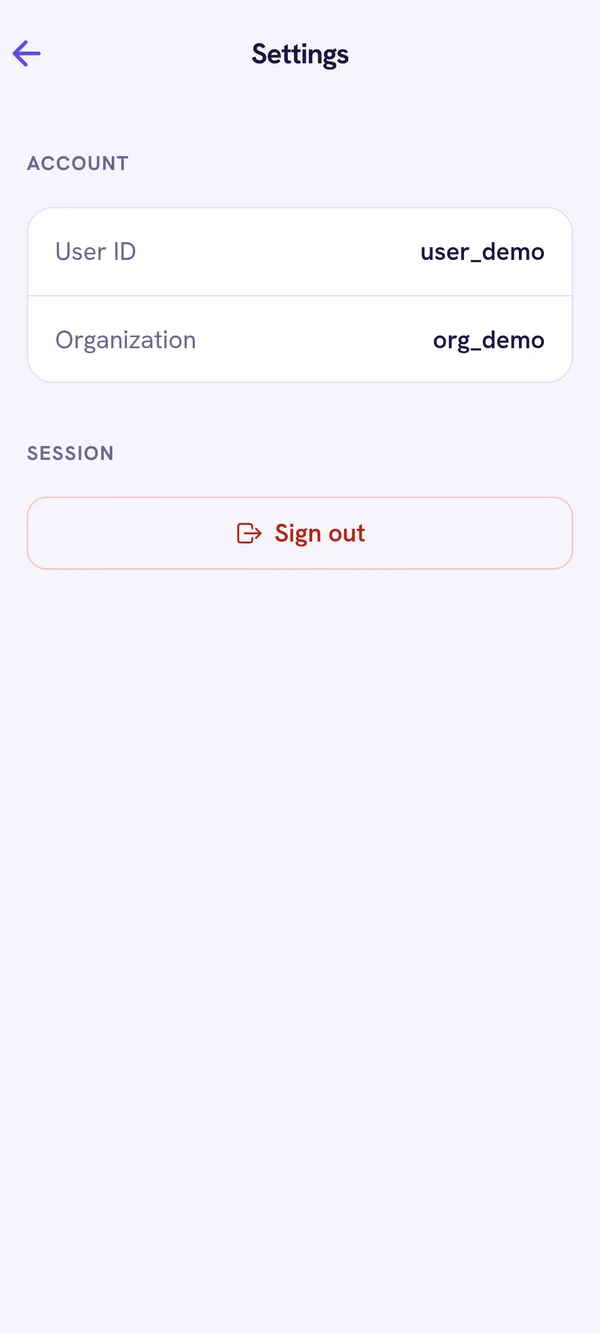 Settings
ACCOUNT
User ID user_demo
Organization org_demo
SESSION
Sign out